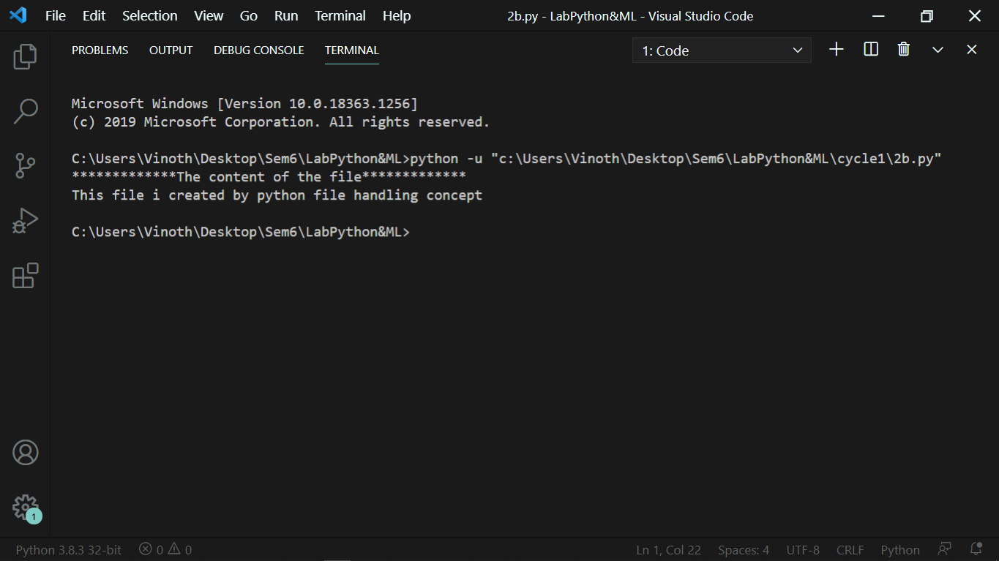 File Edit Selection View Go Run Terminal Help 2b.py - LabPython&ML - Visual Studio Code
PROBLEMS OUTPUT DEBUG CONSOLE TERMINAL 1: Code
Microsoft Windows [Version 10.0.18363.1256]
(c) 2019 Microsoft Corporation. All rights reserved.
C:\Users\Vinoth\Desktop\Sem6\LabPython&ML>python -u "c:\Users\Vinoth\Desktop\Sem6\LabPython&ML\cycle1\2b.py"
*************The content of the file*************
This file i created by python file handling concept
C:\Users\Vinoth\Desktop\Sem6\LabPython&ML>
1
Python 3.8.3 32-bit 0 0 Ln 1, Col 22 Spaces: 4 UTF-8 CRLF Python